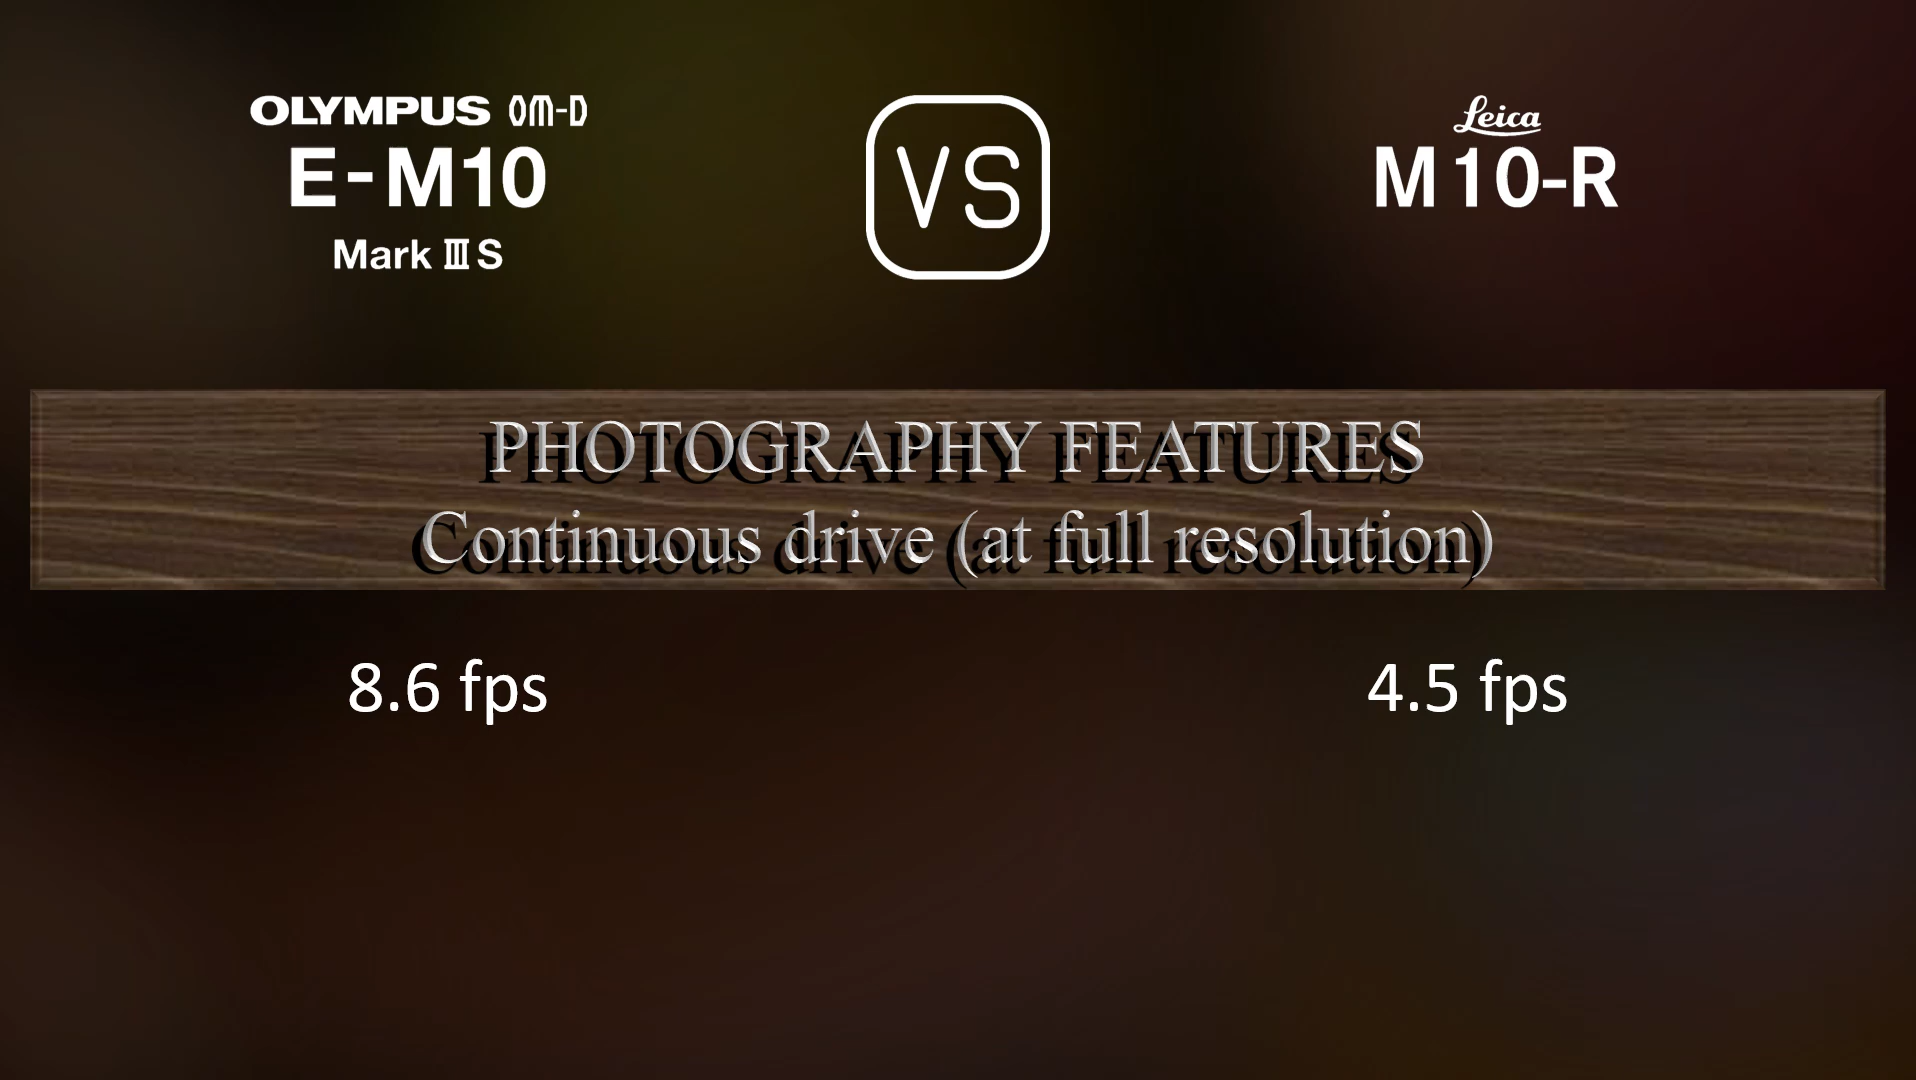 OLYMPUS OM-D
E-M10
Mark III S
VS
Leica
M10-R
PHOTOGRAPHY FEATURES
Continuous drive (at full resolution)
8.6 fps
4.5 fps